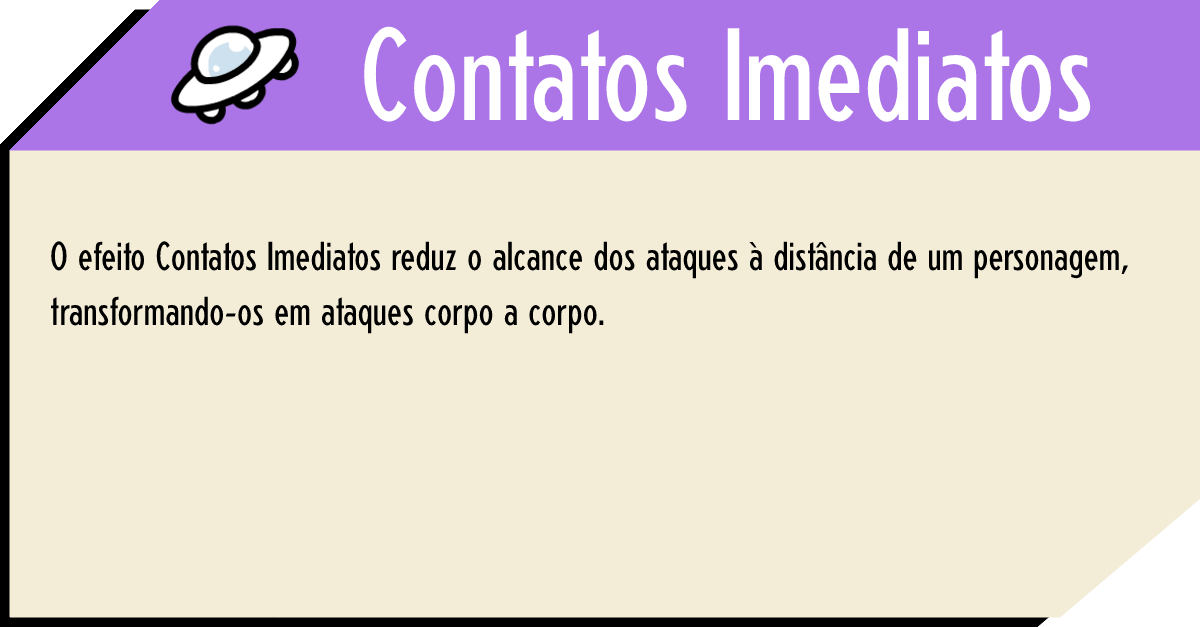 Contatos Imediatos
O efeito Contatos Imediatos reduz o alcance dos ataques à distância de um personagem,
transformando-os em ataques corpo a corpo.